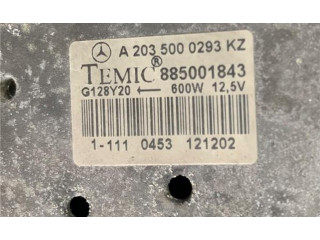 A 203 500 0293 KZ
TEMIC® 885001843
G128Y20 ← 600W 12,5V
1-111 0453 121202